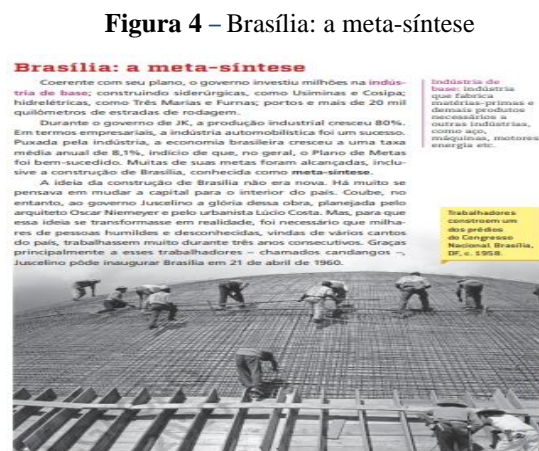 Figura 4 – Brasília: a meta-síntese
Brasília: a meta-síntese
Coerente com seu plano, o governo investiu milhões na indús-
tria de base; construindo siderúrgicas, como Usiminas e Cosipa;
hidrelétricas, como Três Marias e Furnas; portos e mais de 20 mil
quilômetros de estradas de rodagem.
Durante o governo de JK, a produção industrial cresceu 80%.
Em termos empresariais, a indústria automobilística foi um sucesso.
Puxada pela indústria, a economia brasileira cresceu a uma taxa
média anual de 8,1%, indício de que, no geral, o Plano de Metas
foi bem-sucedido. Muitas de suas metas foram alcançadas, inclu-
sive a construção de Brasília, conhecida como meta-síntese.
A ideia da construção de Brasília não era nova. Há muito se
pensava em mudar a capital para o interior do país. Coube, no
entanto, ao governo Juscelino a glória dessa obra, planejada pelo
arquiteto Oscar Niemeyer e pelo urbanista Lúcio Costa. Mas, para que
essa ideia se transformasse em realidade, foi necessário que milha-
res de pessoas humildes e desconhecidas, vindas de vários cantos
do país, trabalhassem muito durante três anos consecutivos. Graças
principalmente a esses trabalhadores – chamados candangos –,
Juscelino pôde inaugurar Brasília em 21 de abril de 1960.
Indústria de
base: indústria
que fabrica
matérias-primas e
demais produtos
necessários a
outras indústrias,
como aço,
máquinas, motores
energia etc.
Trabalhadores
constroem um
dos prédios
do Congresso
Nacional Brasília,
DF, c. 1958.